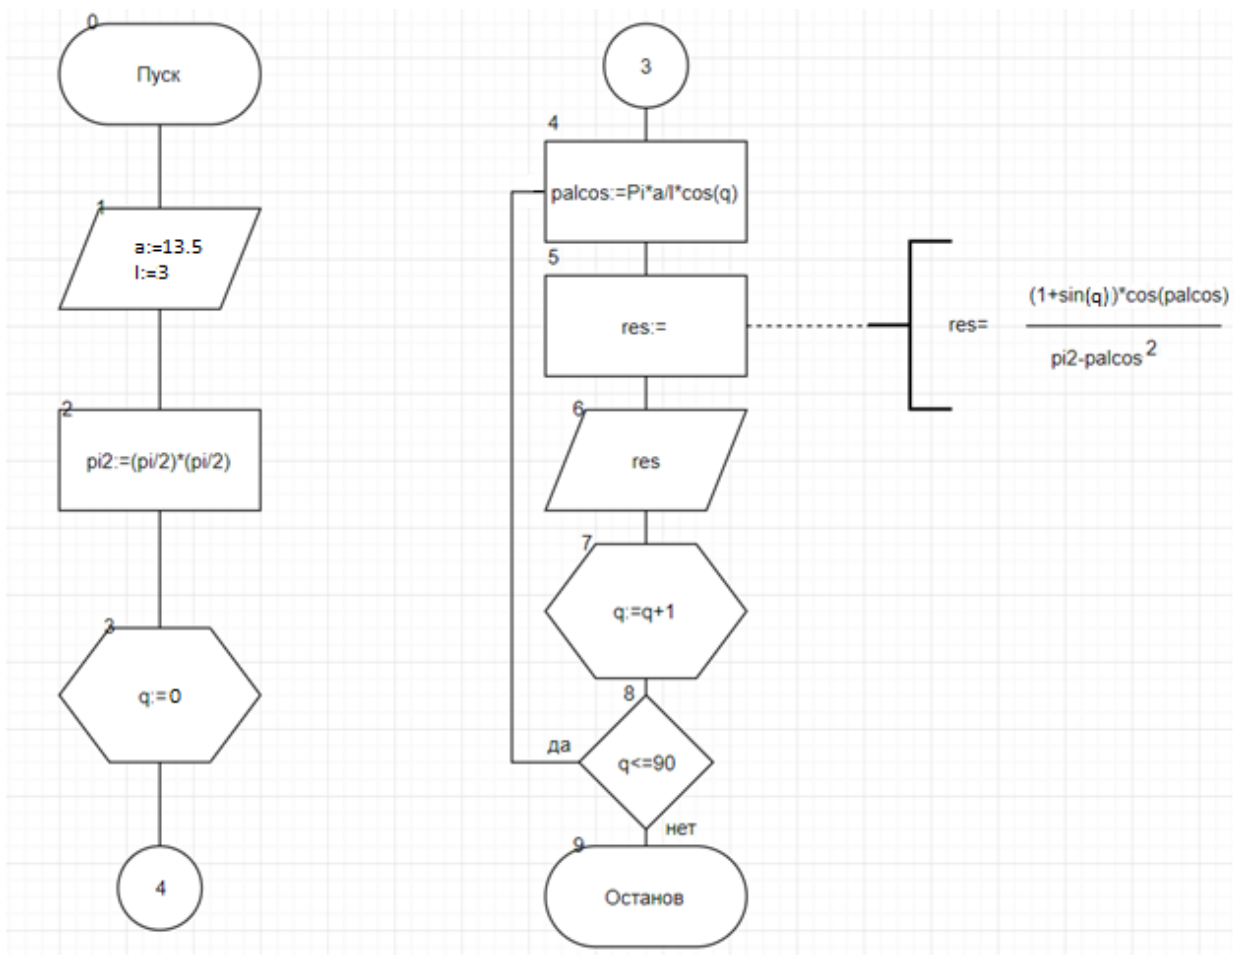 0
Пуск
1
a:=13.5
l:=3
2
pi2:=(pi/2)*(pi/2)
3
q:=0
4
3
4
palcos:=Pi*a/l*cos(q)
5
res:=
res=
(1+sin(q))*cos(palcos)
pi2-palcos 2
6
res
7
q:=q+1
8
да
q<=90
нет
9
Останов